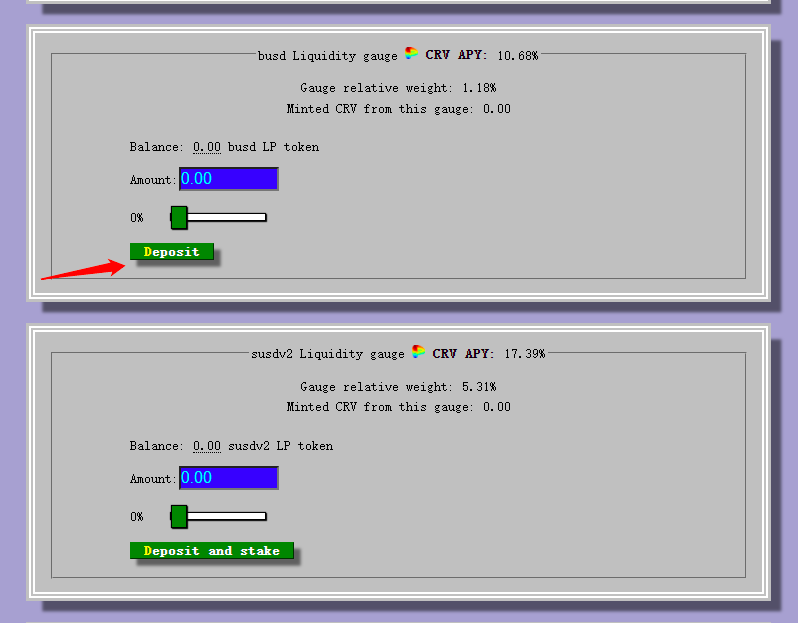 busd Liquidity gauge CRV APY: 10.68%
Gauge relative weight: 1.18%
Minted CRV from this gauge: 0.00
Balance: 0.00 busd LP token
Amount: 0.00
0%
Deposit
susdv2 Liquidity gauge CRV APY: 17.39%
Gauge relative weight: 5.31%
Minted CRV from this gauge: 0.00
Balance: 0.00 susdv2 LP token
Amount: 0.00
0%
Deposit and stake